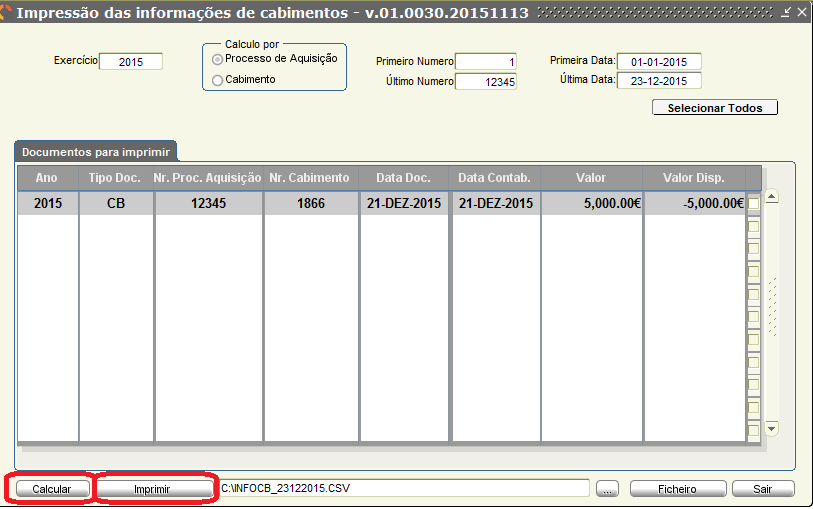 Impressão das informações de cabimentos - v.01.0030.20151113
Exercício 2015
Calculo por
Processo de Aquisição
Cabimento
Primeiro Numero 1
Último Numero 12345
Primeira Data: 01-01-2015
Última Data: 23-12-2015
Selecionar Todos
Documentos para imprimir
Ano Tipo Doc. Nr. Proc. Aquisição Nr. Cabimento Data Doc. Data Contab. Valor Valor Disp.
2015 CB 12345 1866 21-DEZ-2015 21-DEZ-2015 5,000.00€ -5,000.00€
Calcular Imprimir C:\INFOCB_23122015.CSV ... Ficheiro Sair